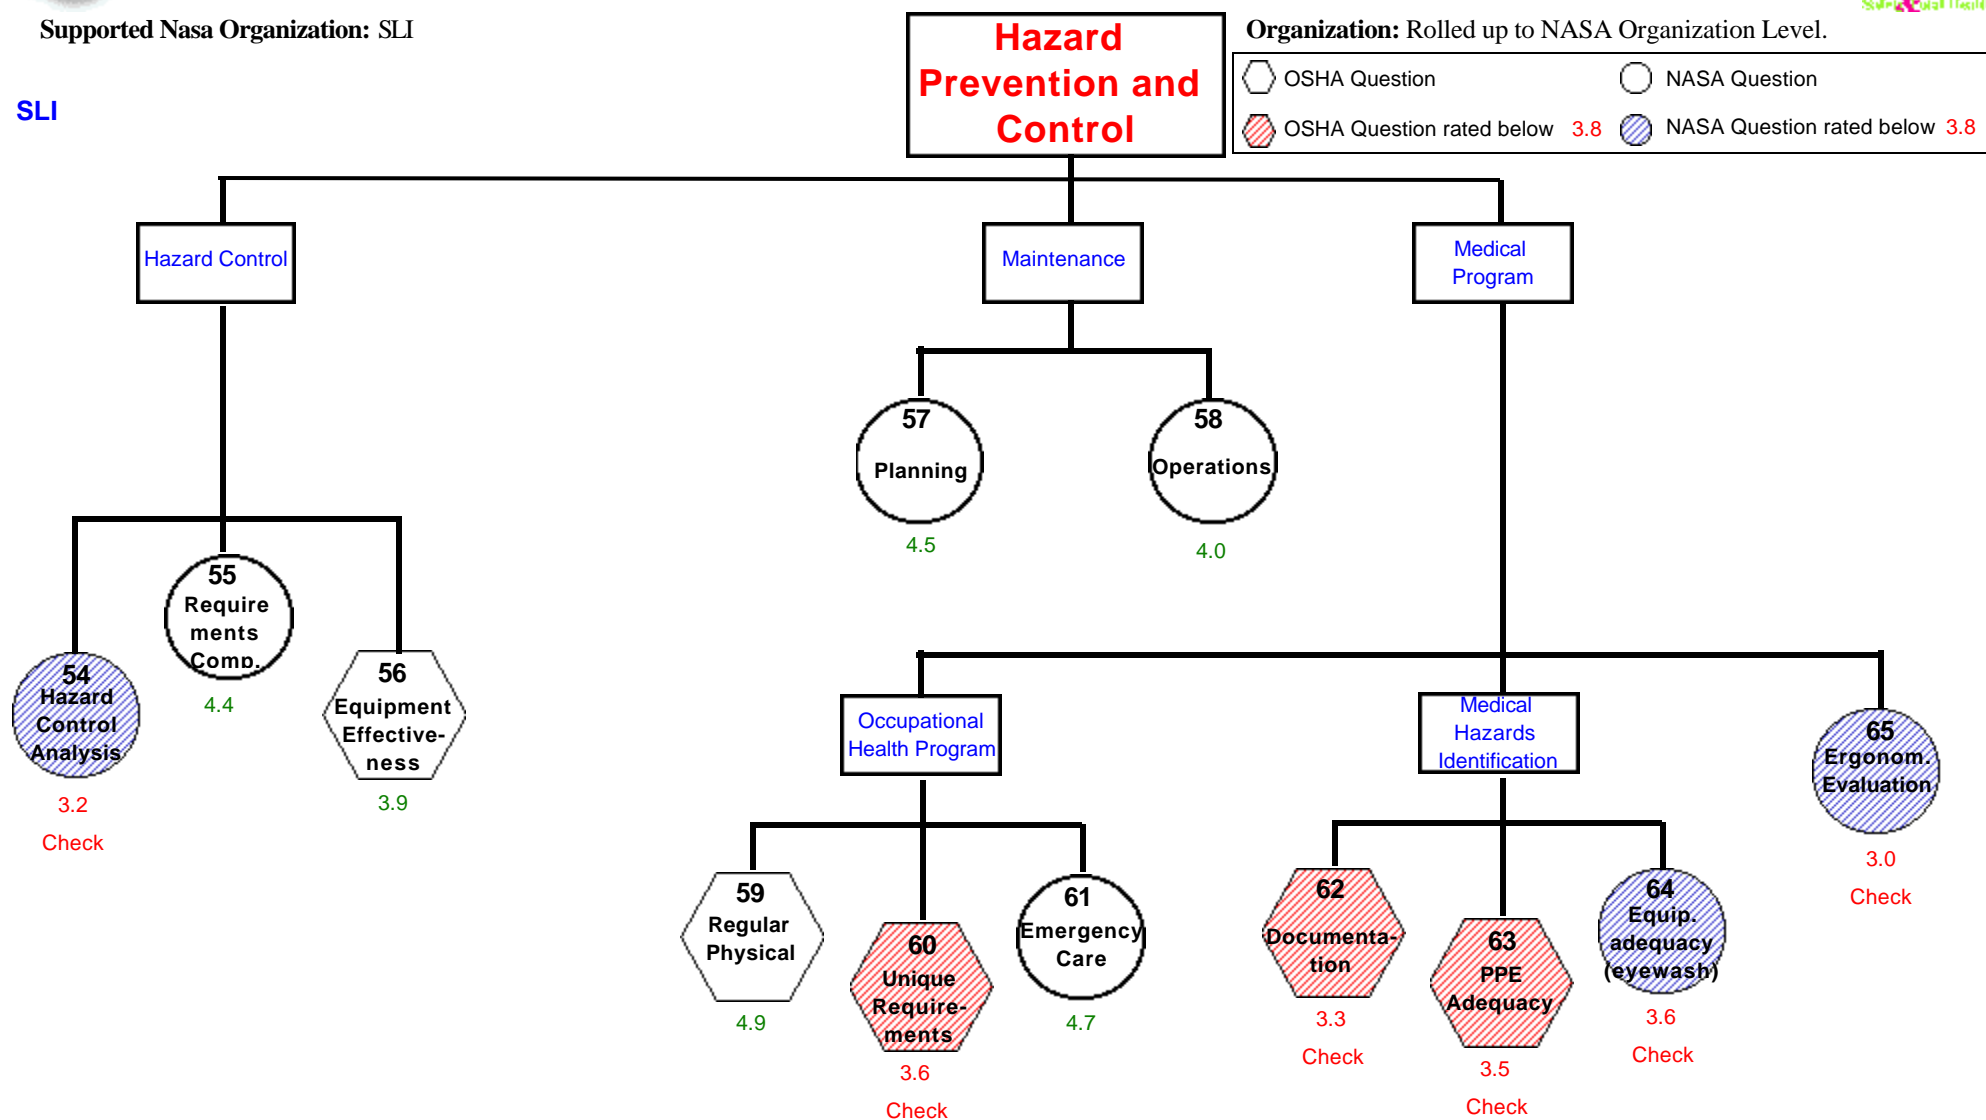 Supported Nasa Organization: SLI
Organization: Rolled up to NASA Organization Level.
Hazard
Prevention and
Control
OSHA Question
NASA Question
OSHA Question rated below 3.8
NASA Question rated below 3.8
SLI
Hazard Control
Maintenance
Medical
Program
57
Planning
4.5
58
Operations
4.0
54
Hazard
Control
Analysis
3.2
Check
55
Require
ments
Comp.
4.4
56
Equipment
Effective-
ness
3.9
Occupational
Health Program
Medical
Hazards
Identification
65
Ergonom.
Evaluation
3.0
Check
59
Regular
Physical
4.9
60
Unique
Require-
ments
3.6
Check
61
Emergency
Care
4.7
62
Documenta-
tion
3.3
Check
63
PPE
Adequacy
3.5
Check
64
Equip.
adequacy
(eyewash)
3.6
Check